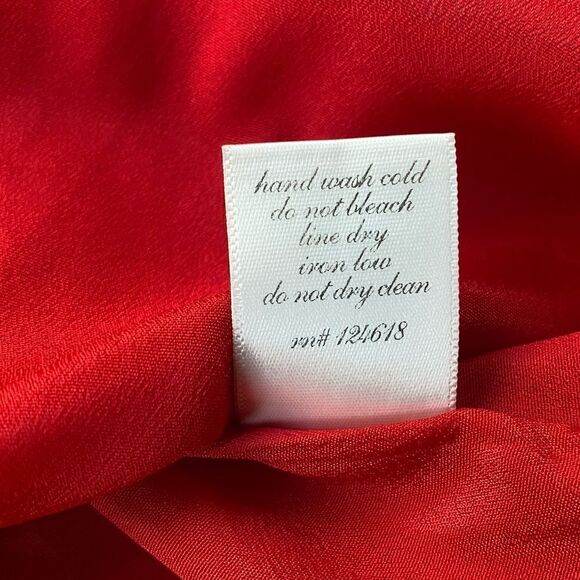 hand wash cold
do not bleach
line dry
iron low
do not dry clean
rn# 124618